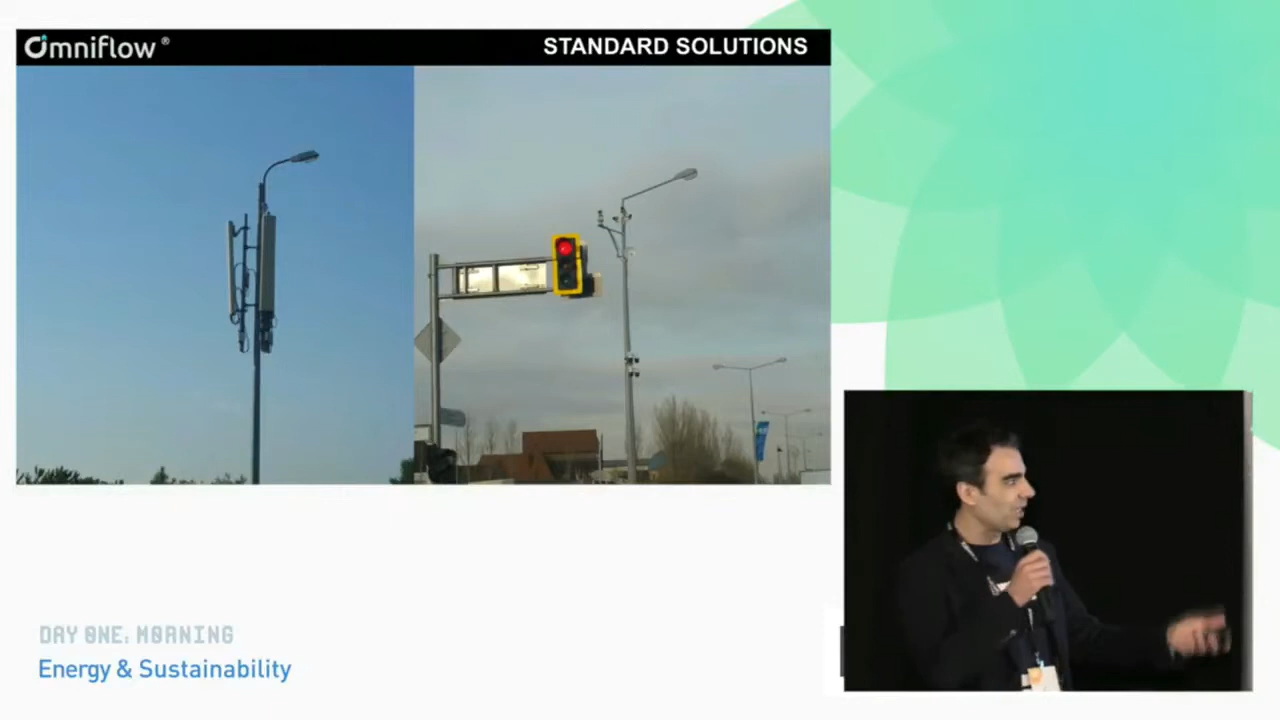 Omniflow ®
STANDARD SOLUTIONS
DAY ONE, MORNING
Energy & Sustainability